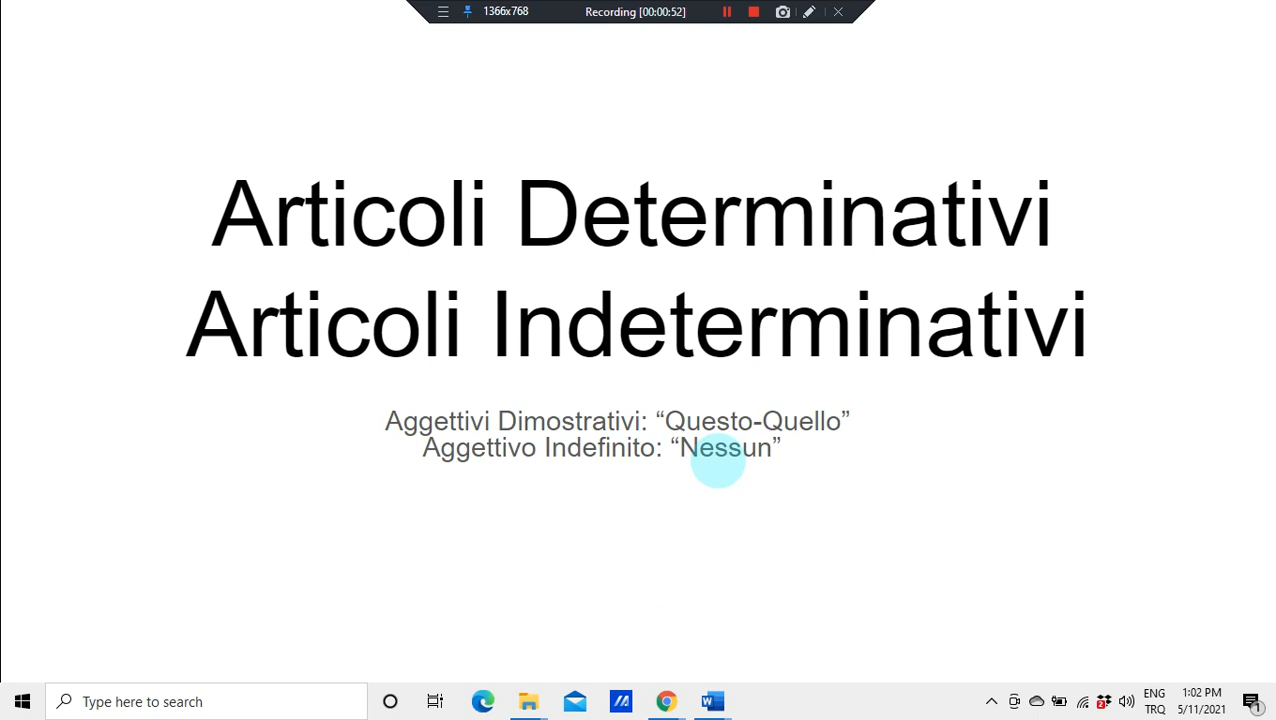 1366x768 Recording [00:00:52]
Articoli Determinativi
Articoli Indeterminativi
Aggettivi Dimostrativi: “Questo-Quello”
Aggettivo Indefinito: “Nessun”
Type here to search
ENG 1:02 PM
TRQ 5/11/2021